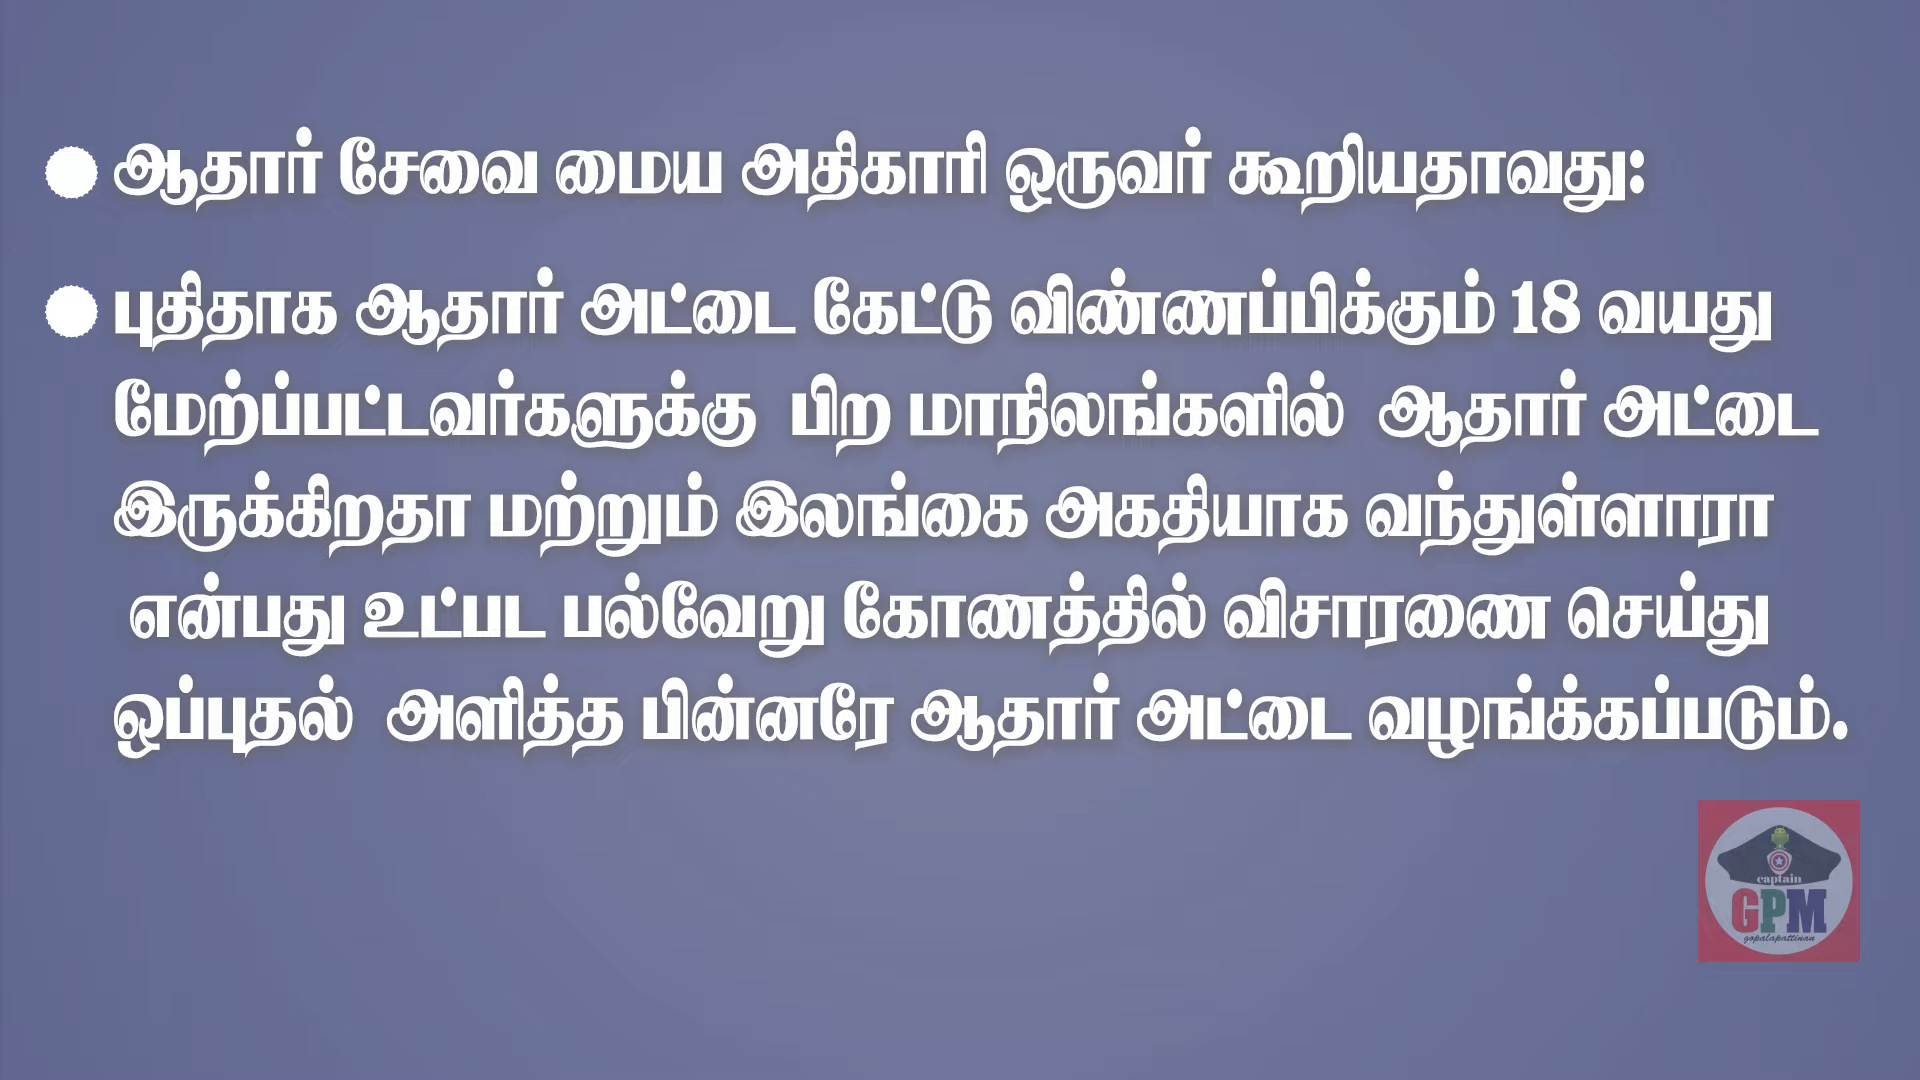 ஆதார் சேவை மைய அதிகாரி ஒருவர் கூறியதாவது:
புதிதாக ஆதார் அட்டை கேட்டு விண்ணப்பிக்கும் 18 வயது
மேற்ப்பட்டவர்களுக்கு பிற மாநிலங்களில் ஆதார் அட்டை
இருக்கிறதா மற்றும் இலங்கை அகதியாக வந்துள்ளாரா
என்பது உட்பட பல்வேறு கோணத்தில் விசாரணை செய்து
ஒப்புதல் அளித்த பின்னரே ஆதார் அட்டை வழங்க்கப்படும்.
captain
GPM
gopalapattinan